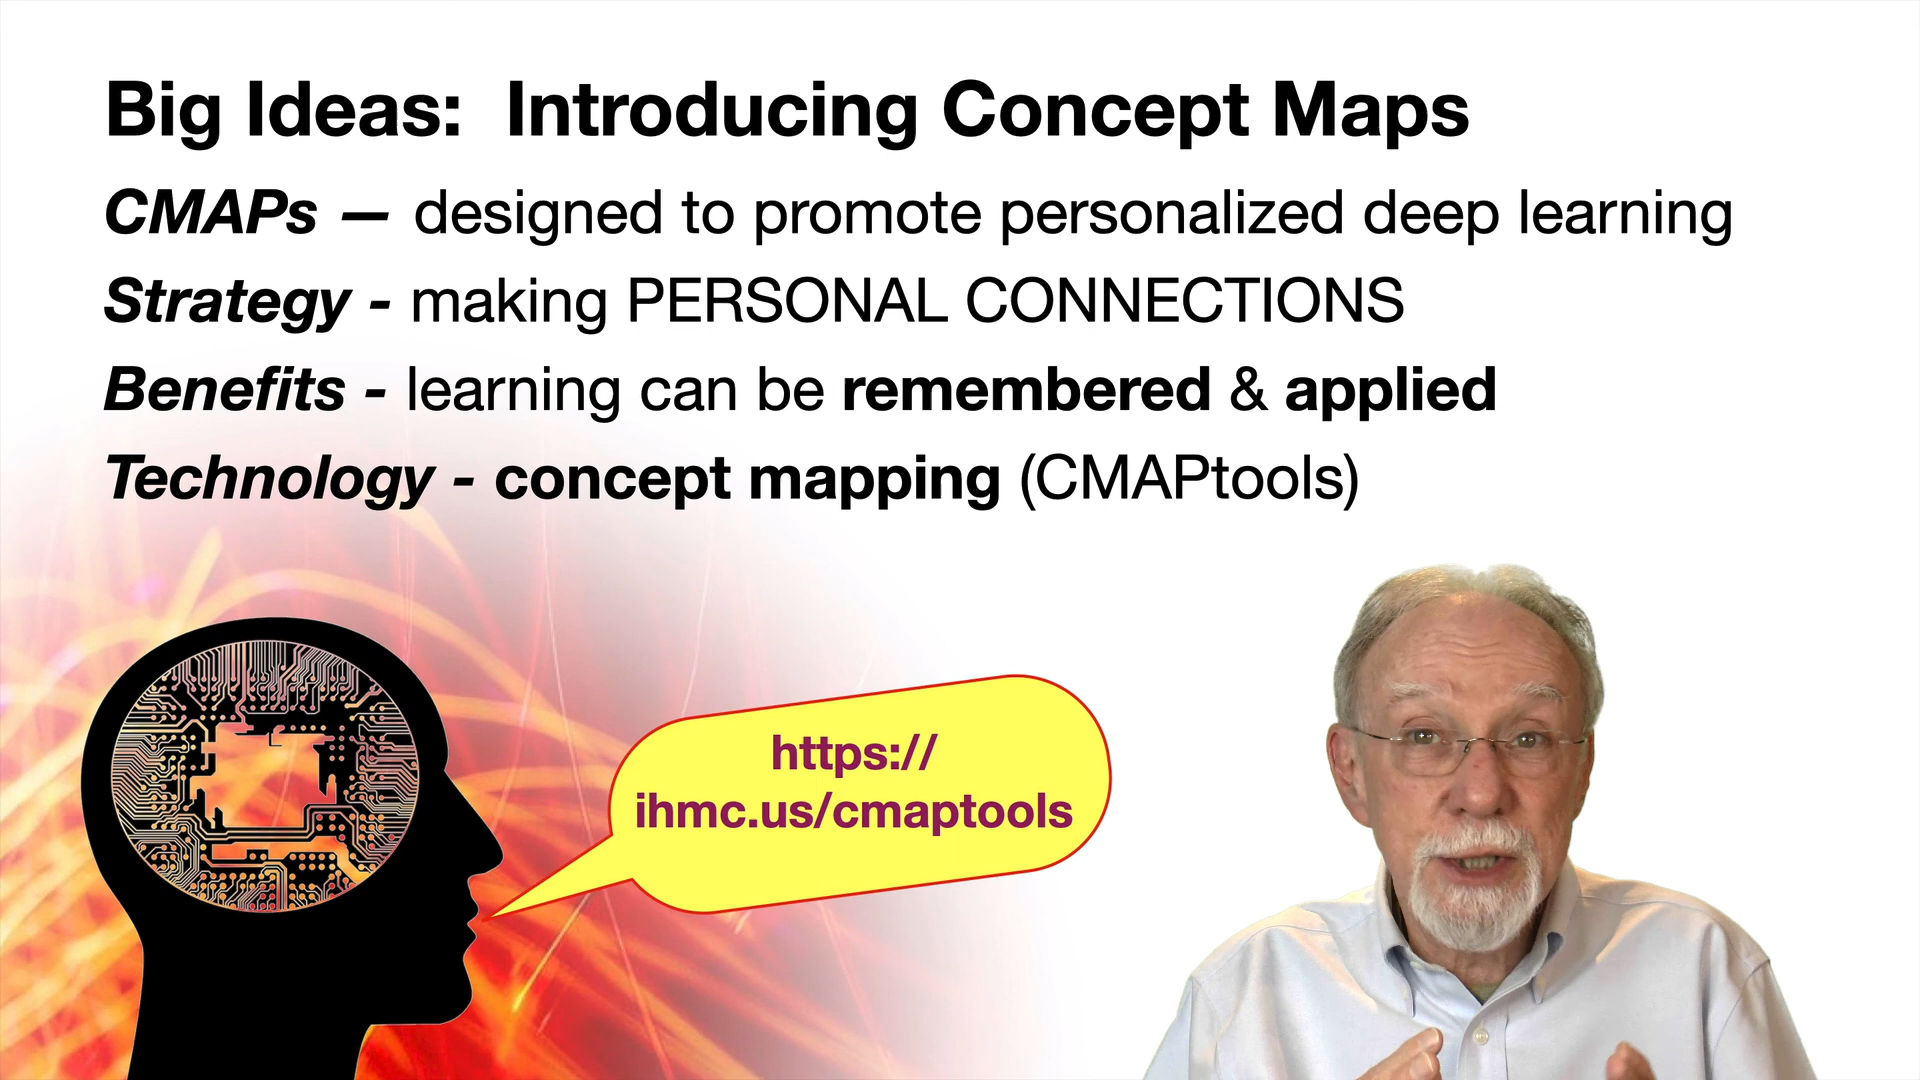 Big Ideas: Introducing Concept Maps
CMAPs — designed to promote personalized deep learning
Strategy - making PERSONAL CONNECTIONS
Benefits - learning can be remembered & applied
Technology - concept mapping (CMAPtools)
https://
ihmc.us/cmaptools